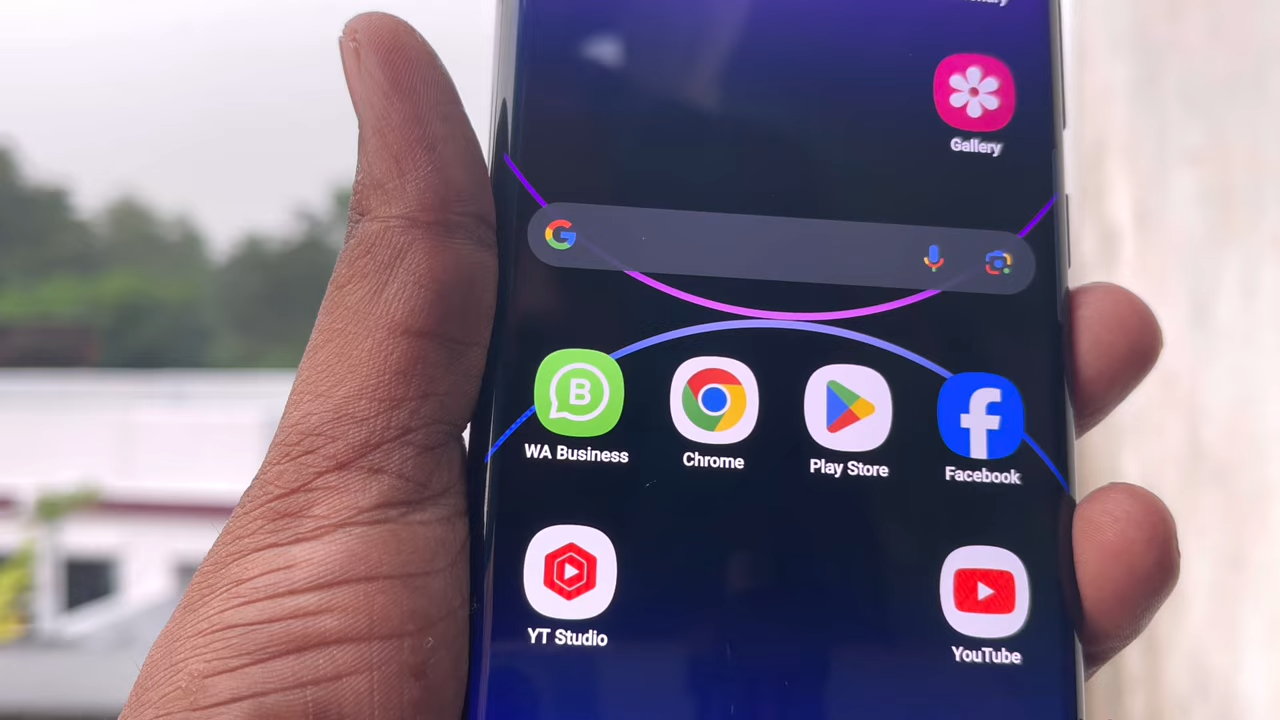 Gallery
G
B
WA Business
Chrome
Play Store
f
Facebook
YT Studio
YouTube